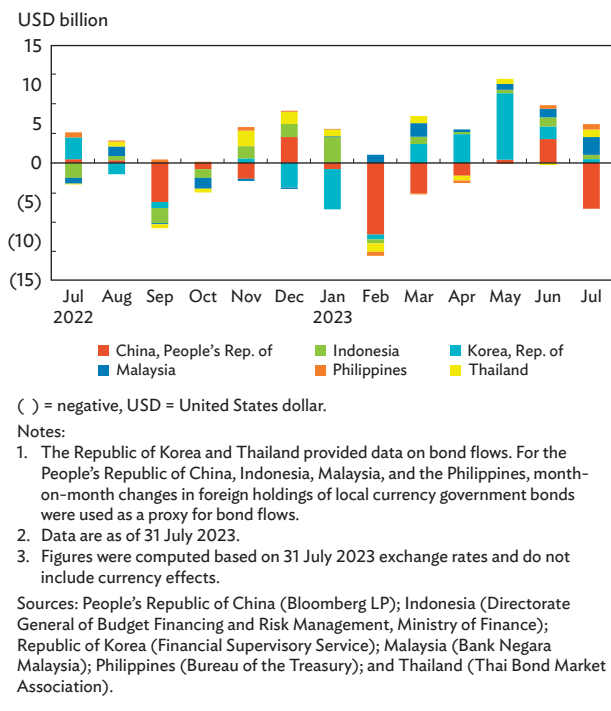 USD billion
15
10
5
0
(5)
(10)
(15)
Jul Aug Sep Oct Nov Dec Jan Feb Mar Apr May Jun Jul
2022 2023
China, People's Rep. of Indonesia Korea, Rep. of
Malaysia Philippines Thailand
( ) = negative, USD = United States dollar.
Notes:
1. The Republic of Korea and Thailand provided data on bond flows. For the
People's Republic of China, Indonesia, Malaysia, and the Philippines, month-
on-month changes in foreign holdings of local currency government bonds
were used as a proxy for bond flows.
2. Data are as of 31 July 2023.
3. Figures were computed based on 31 July 2023 exchange rates and do not
include currency effects.
Sources: People's Republic of China (Bloomberg LP); Indonesia (Directorate
General of Budget Financing and Risk Management, Ministry of Finance);
Republic of Korea (Financial Supervisory Service); Malaysia (Bank Negara
Malaysia); Philippines (Bureau of the Treasury); and Thailand (Thai Bond Market
Association).